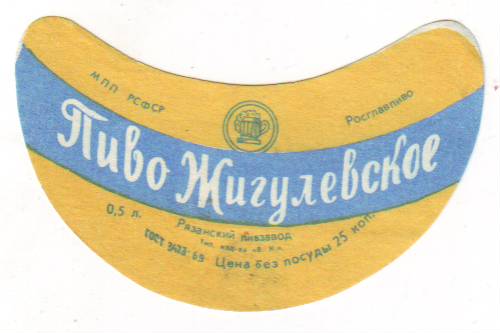 МПП РСФСР
Росглавпиво
Пиво Жигулевское
0,5 л.
Рязанский пивзавод
ГОСТ 3473-69 Цена без посуды 25 коп.